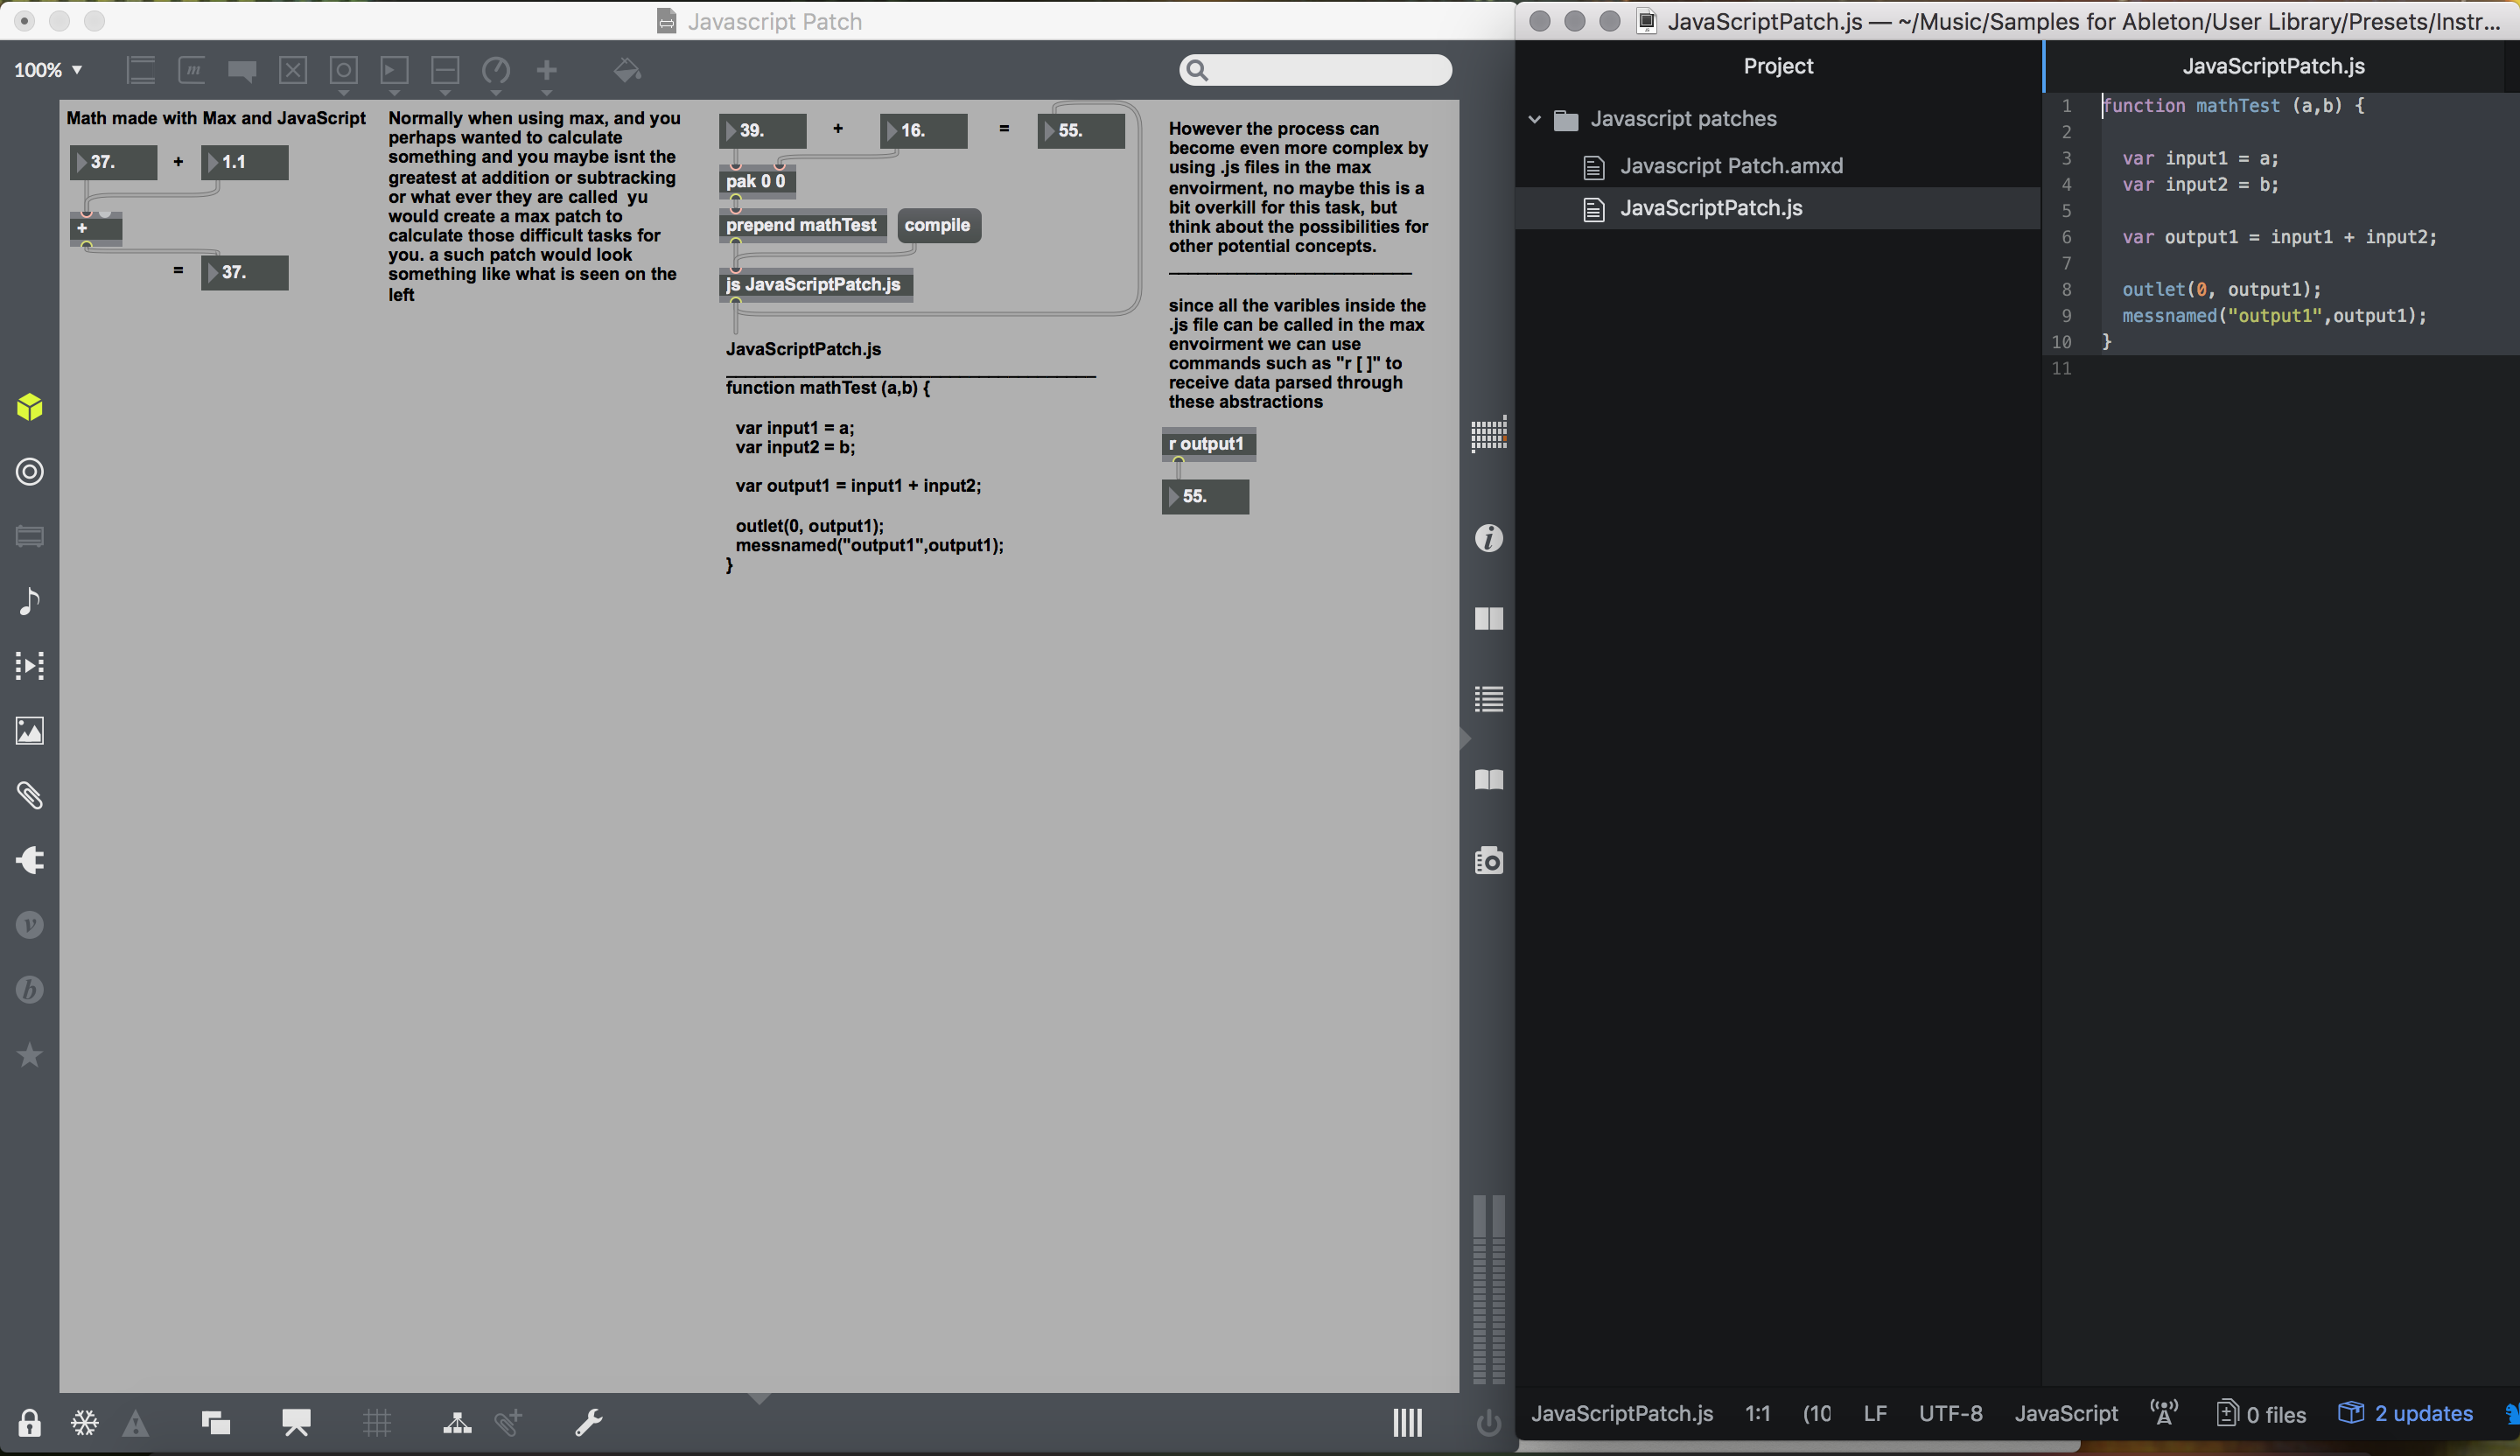 Javascript Patch
100%
Math made with Max and JavaScript
37.
+
1.1
+
=
37.
Normally when using max, and you
perhaps wanted to calculate
something and you maybe isnt the
greatest at addition or subtracting
or what ever they are called  yu
would create a max patch to
calculate those difficult tasks for
you. a such patch would look
something like what is seen on the
left
39.
+
16.
=
55.
pak 0 0
prepend mathTest
compile
js JavaScriptPatch.js
JavaScriptPatch.js
function mathTest (a,b) {
var input1 = a;
var input2 = b;
var output1 = input1 + input2;
outlet(0, output1);
messnamed("output1",output1);
}
However the process can
become even more complex by
using .js files in the max
envoirment, no maybe this is a
bit overkill for this task, but
think about the possibilities for
other potential concepts.
since all the varibles inside the
.js file can be called in the max
envoirment we can use
commands such as "r [ ]" to
receive data parsed through
these abstractions
r output1
55.
JavaScriptPatch.js — ~/Music/Samples for Ableton/User Library/Presets/Instr...
Project
Javascript patches
Javascript Patch.amxd
JavaScriptPatch.js
JavaScriptPatch.js
1 function mathTest (a,b) {
2
3 var input1 = a;
4 var input2 = b;
5
6 var output1 = input1 + input2;
7
8 outlet(0, output1);
9 messnamed("output1",output1);
10 }
11
JavaScriptPatch.js 1:1 (10 LF UTF-8 JavaScript 0 files 2 updates